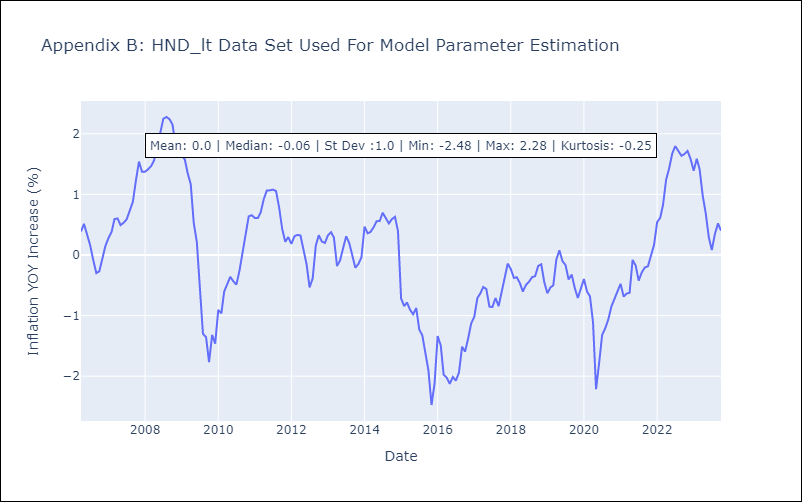 Appendix B: HND_lt Data Set Used For Model Parameter Estimation
Mean: 0.0 | Median: -0.06 | St Dev :1.0 | Min: -2.48 | Max: 2.28 | Kurtosis: -0.25
Inflation YOY Increase (%)
2
1
0
−1
−2
2008 2010 2012 2014 2016 2018 2020 2022
Date